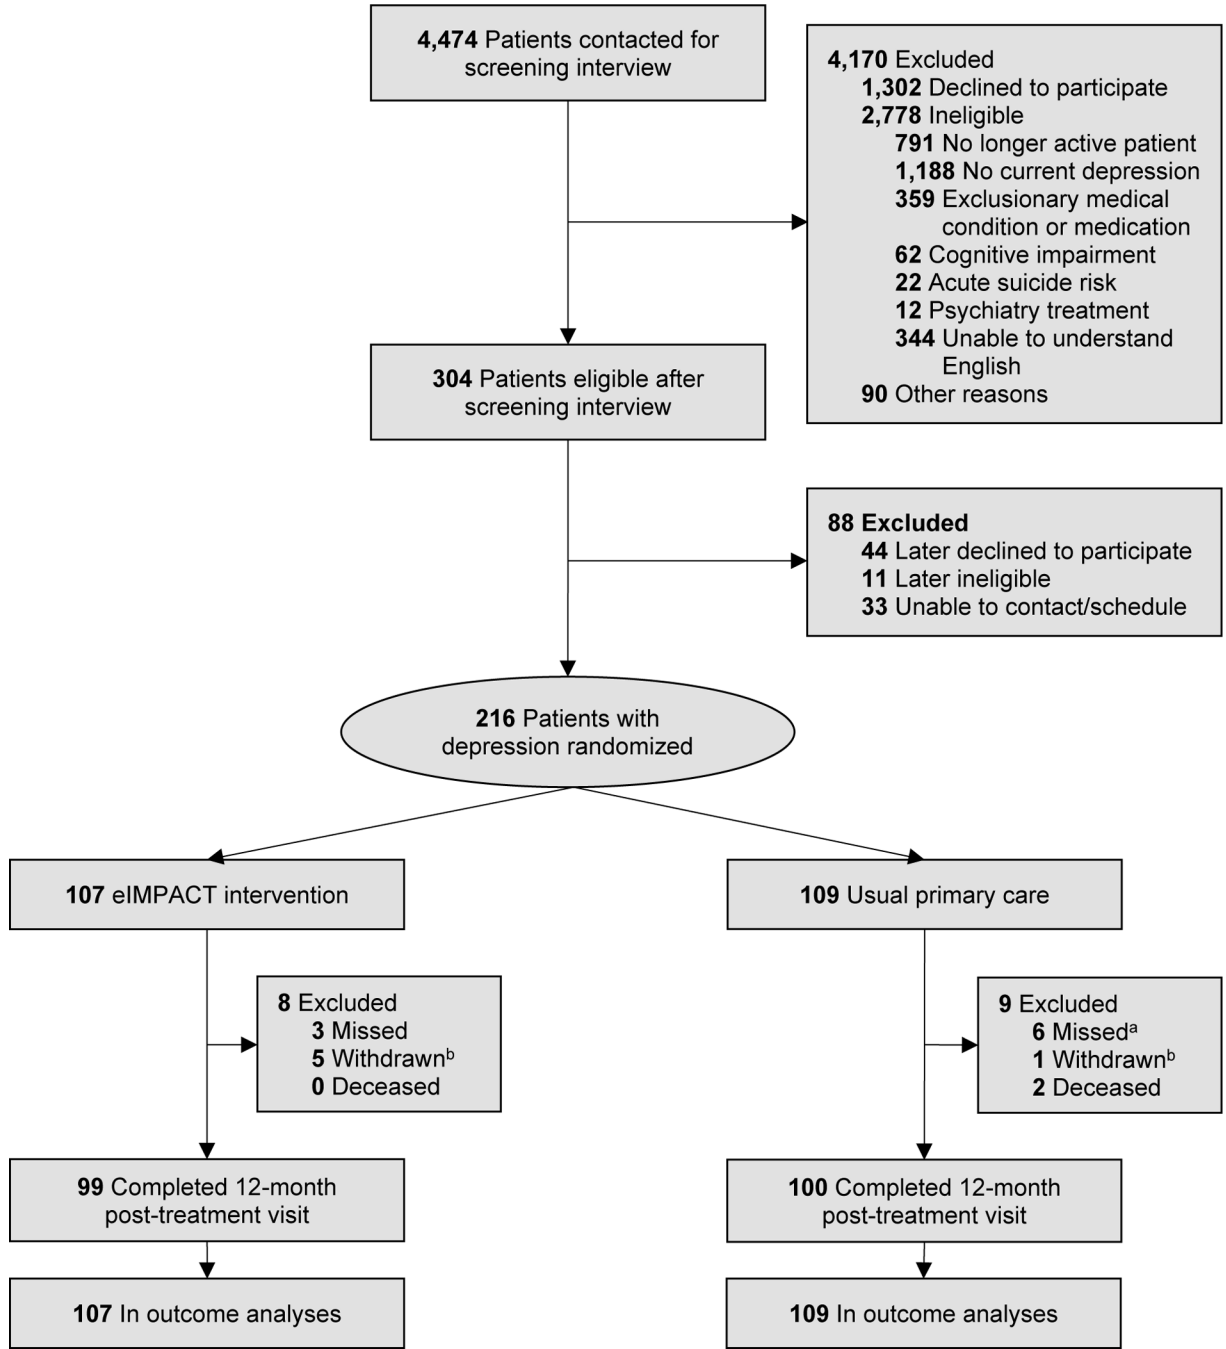 4,474 Patients contacted for
screening interview
4,170 Excluded
1,302 Declined to participate
2,778 Ineligible
791 No longer active patient
1,188 No current depression
359 Exclusionary medical
condition or medication
62 Cognitive impairment
22 Acute suicide risk
12 Psychiatry treatment
344 Unable to understand
English
90 Other reasons
304 Patients eligible after
screening interview
88 Excluded
44 Later declined to participate
11 Later ineligible
33 Unable to contact/schedule
216 Patients with
depression randomized
107 eIMPACT intervention
109 Usual primary care
8 Excluded
3 Missed
5 Withdrawnᵇ
0 Deceased
9 Excluded
6 Missedᵃ
1 Withdrawnᵇ
2 Deceased
99 Completed 12-month
post-treatment visit
100 Completed 12-month
post-treatment visit
107 In outcome analyses
109 In outcome analyses